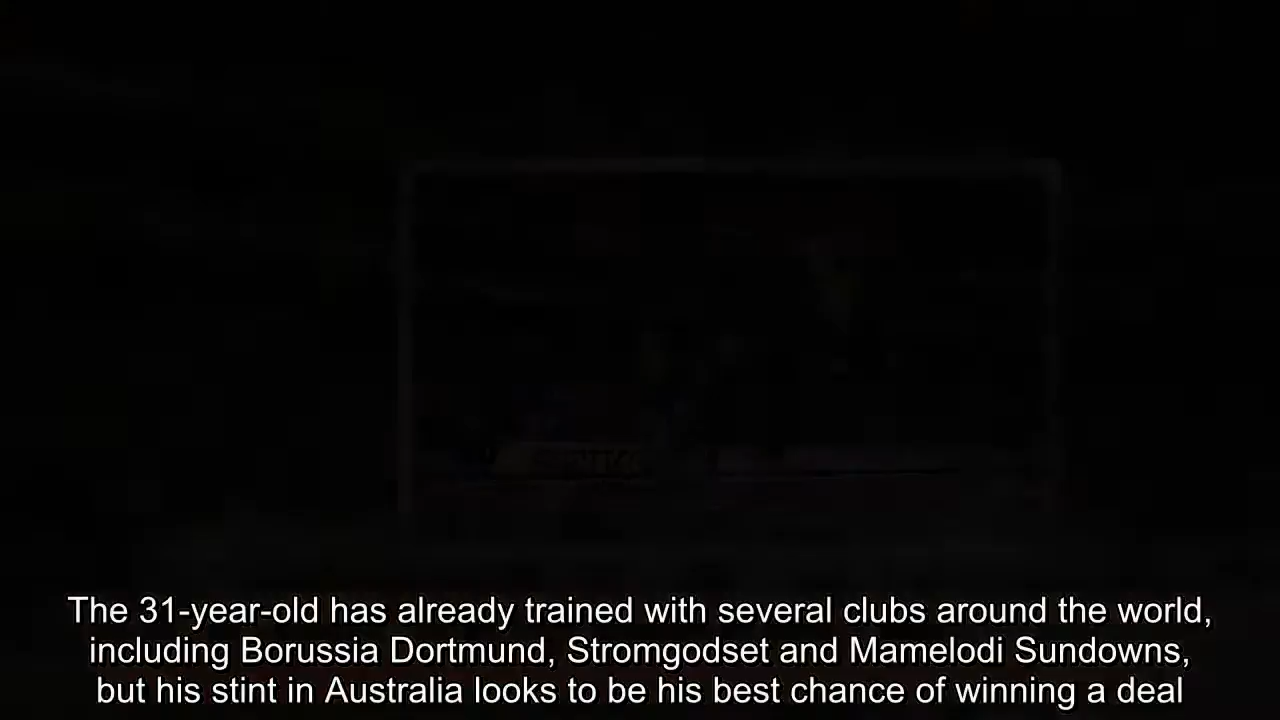 The 31-year-old has already trained with several clubs around the world,
including Borussia Dortmund, Stromgodset and Mamelodi Sundowns,
but his stint in Australia looks to be his best chance of winning a deal